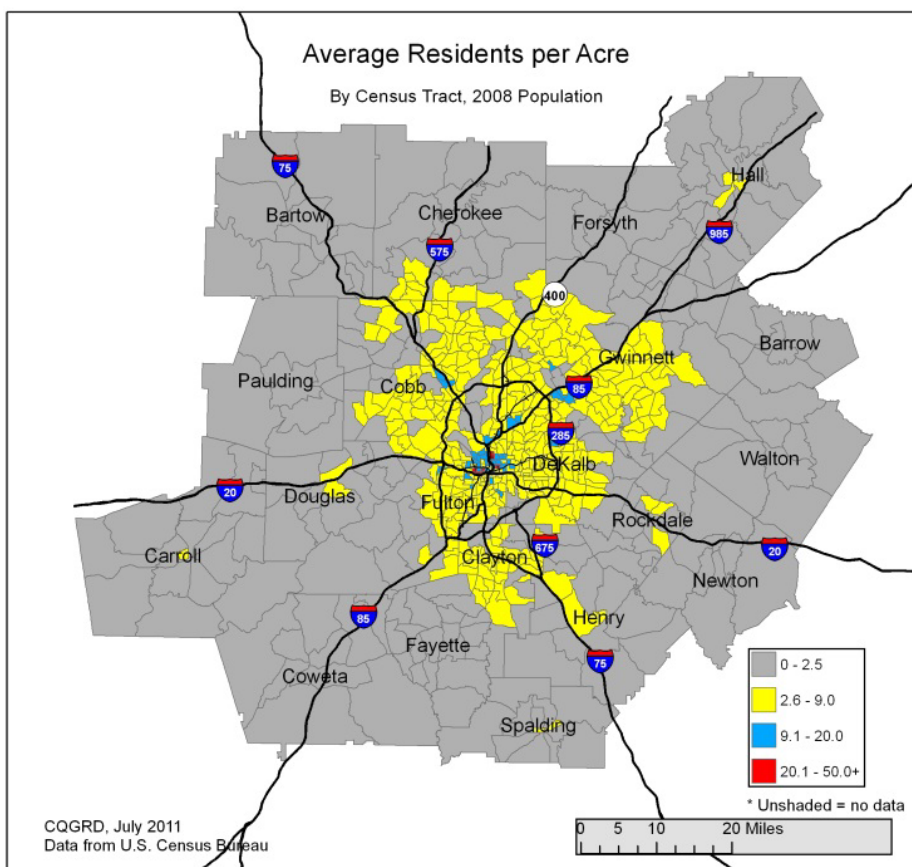 Average Residents per Acre
By Census Tract, 2008 Population
75
Hall
Bartow
Cherokee
Forsyth
985
575
400
Barrow
Gwinnett
Paulding
Cobb
85
285
DeKalb
Walton
20
Douglas
Fulton
Rockdale
Carroll
Clayton
675
20
Newton
85
Henry
Fayette
75
Coweta
Spalding
0 - 2.5
2.6 - 9.0
9.1 - 20.0
20.1 - 50.0+
* Unshaded = no data
CQGRD, July 2011
Data from U.S. Census Bureau
0 5 10 20 Miles